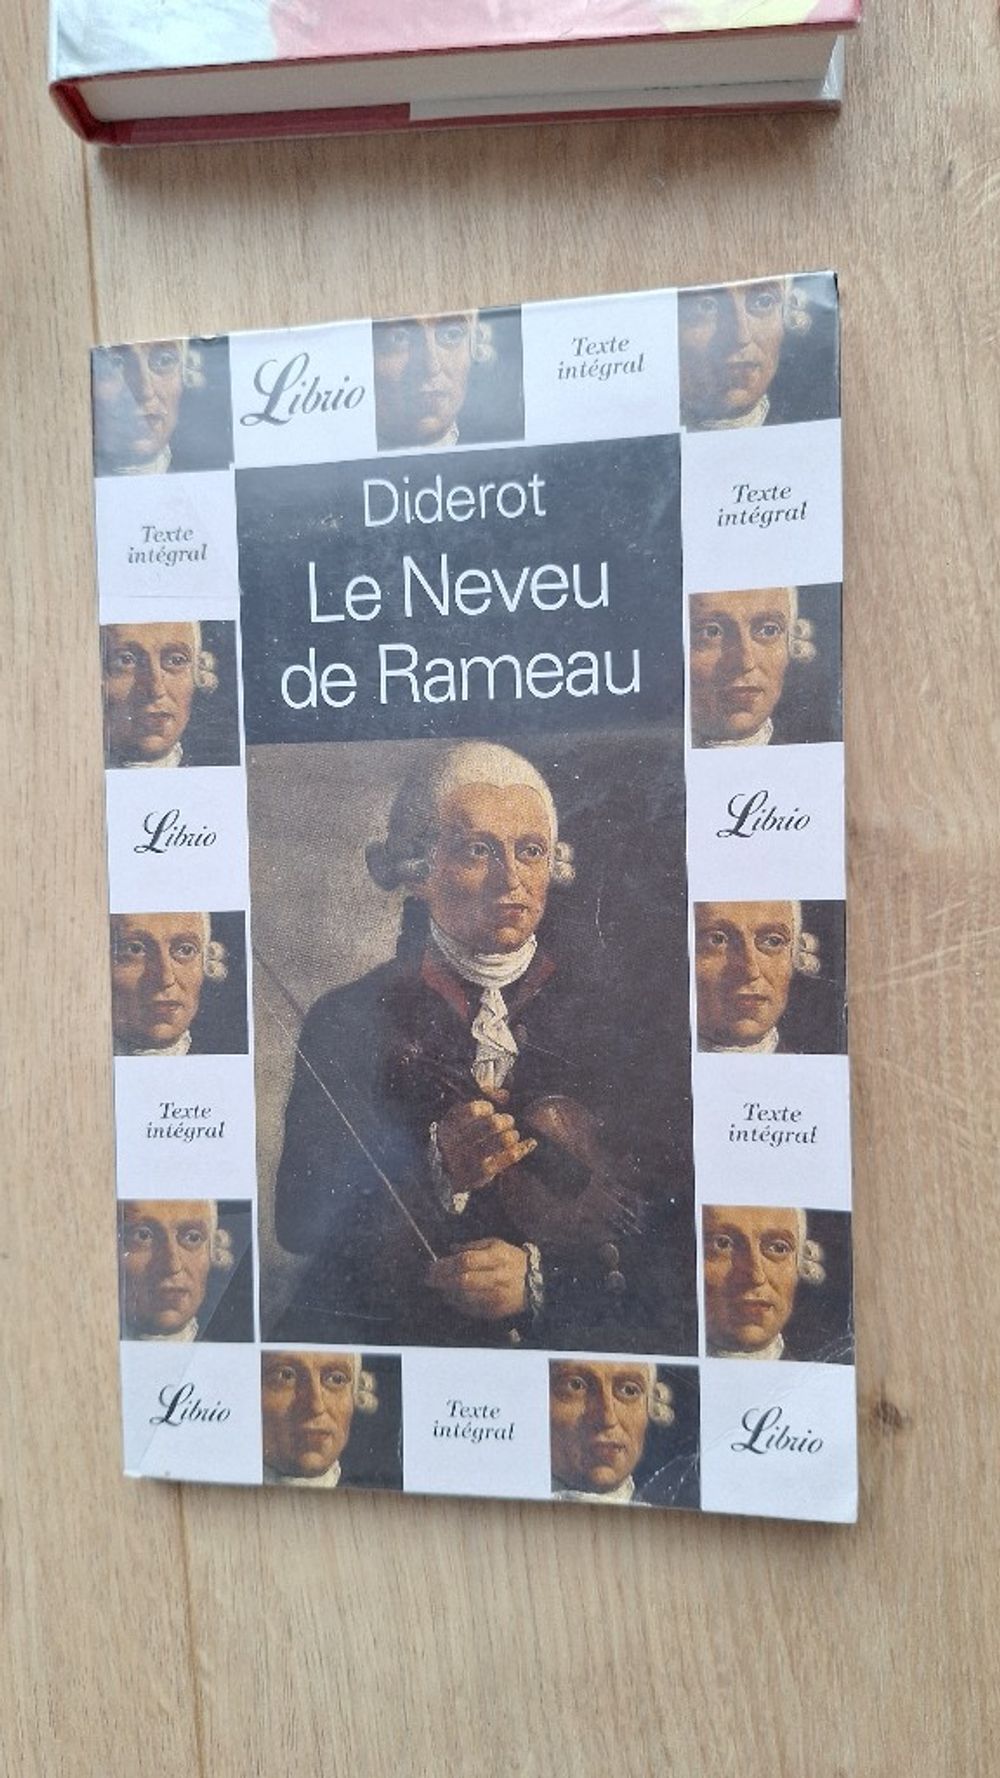 Librio
Texte
intégral
Diderot
Le Neveu
de Rameau
Texte
intégral
Texte
intégral
Librio
Librio
Texte
intégral
Texte
intégral
Librio
Texte
intégral
Librio